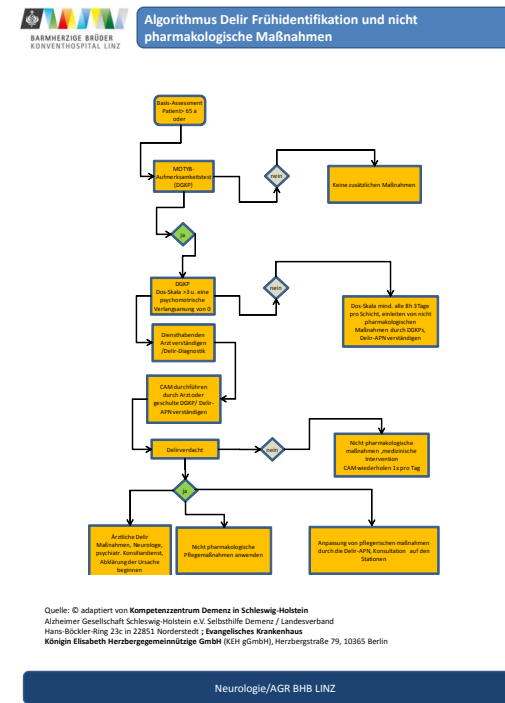 BARMHERZIGE BRÜDER
KONVENTHOSPITAL LINZ
Algorithmus Delir Frühidentifikation und nicht
pharmakologische Maßnahmen
Basis-Assessment
Patient> 65 a
oder
MOTYB-
Aufmerksamkeitstest
(DGKP)
nein
Keine zusätzlichen Maßnahmen
ja
DGKP
Dos-Skala >3 u. eine
psychomotrische
Verlangsamung von 0
nein
Dos-Skala mind. alle 8h 3Tage
pro Schicht, einleiten von nicht
pharmakologischen
Maßnahmen durch DGKPs,
Delir-APN verständigen
Diensthabenden
Arzt verständigen
/Delir-Diagnostik
CAM durchführen
durch Arzt oder
geschulte DGKP/ Delir-
APN verständigen
Delirverdacht
nein
Nicht pharmakologische
maßnahmen ,medizinische
Intervention
CAM wiederholen 1x pro Tag
ja
Ärztliche Delir
Maßnahmen, Neurologe,
psychiatr. Konsiliardienst,
Abklärung der Ursache
beginnen
Nicht pharmakologische
Pflegemaßnahmen anwenden
Anpassung von pflegerischen maßnahmen
durch die Delir-APN, Konsultation auf den
Stationen
Quelle: © adaptiert von Kompetenzzentrum Demenz in Schleswig-Holstein
Alzheimer Gesellschaft Schleswig-Holstein e.V. Selbsthilfe Demenz / Landesverband
Hans-Böckler-Ring 23c in 22851 Norderstedt ; Evangelisches Krankenhaus
Königin Elisabeth Herzbergegemeinnützige GmbH (KEH gGmbH), Herzbergstraße 79, 10365 Berlin
Neurologie/AGR BHB LINZ